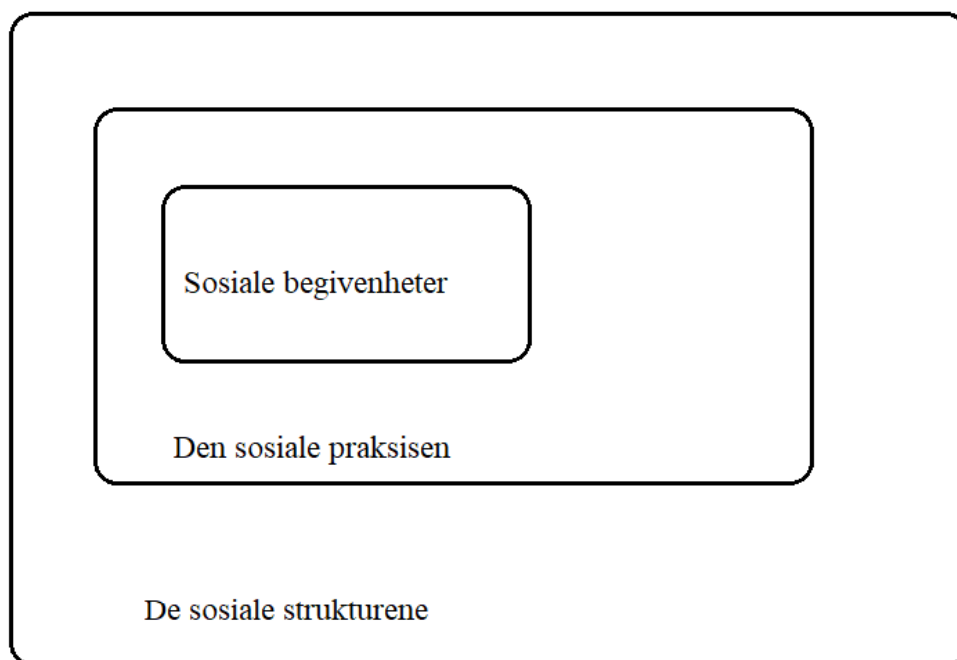 Sosiale begivenheter
Den sosiale praksisen
De sosiale strukturene